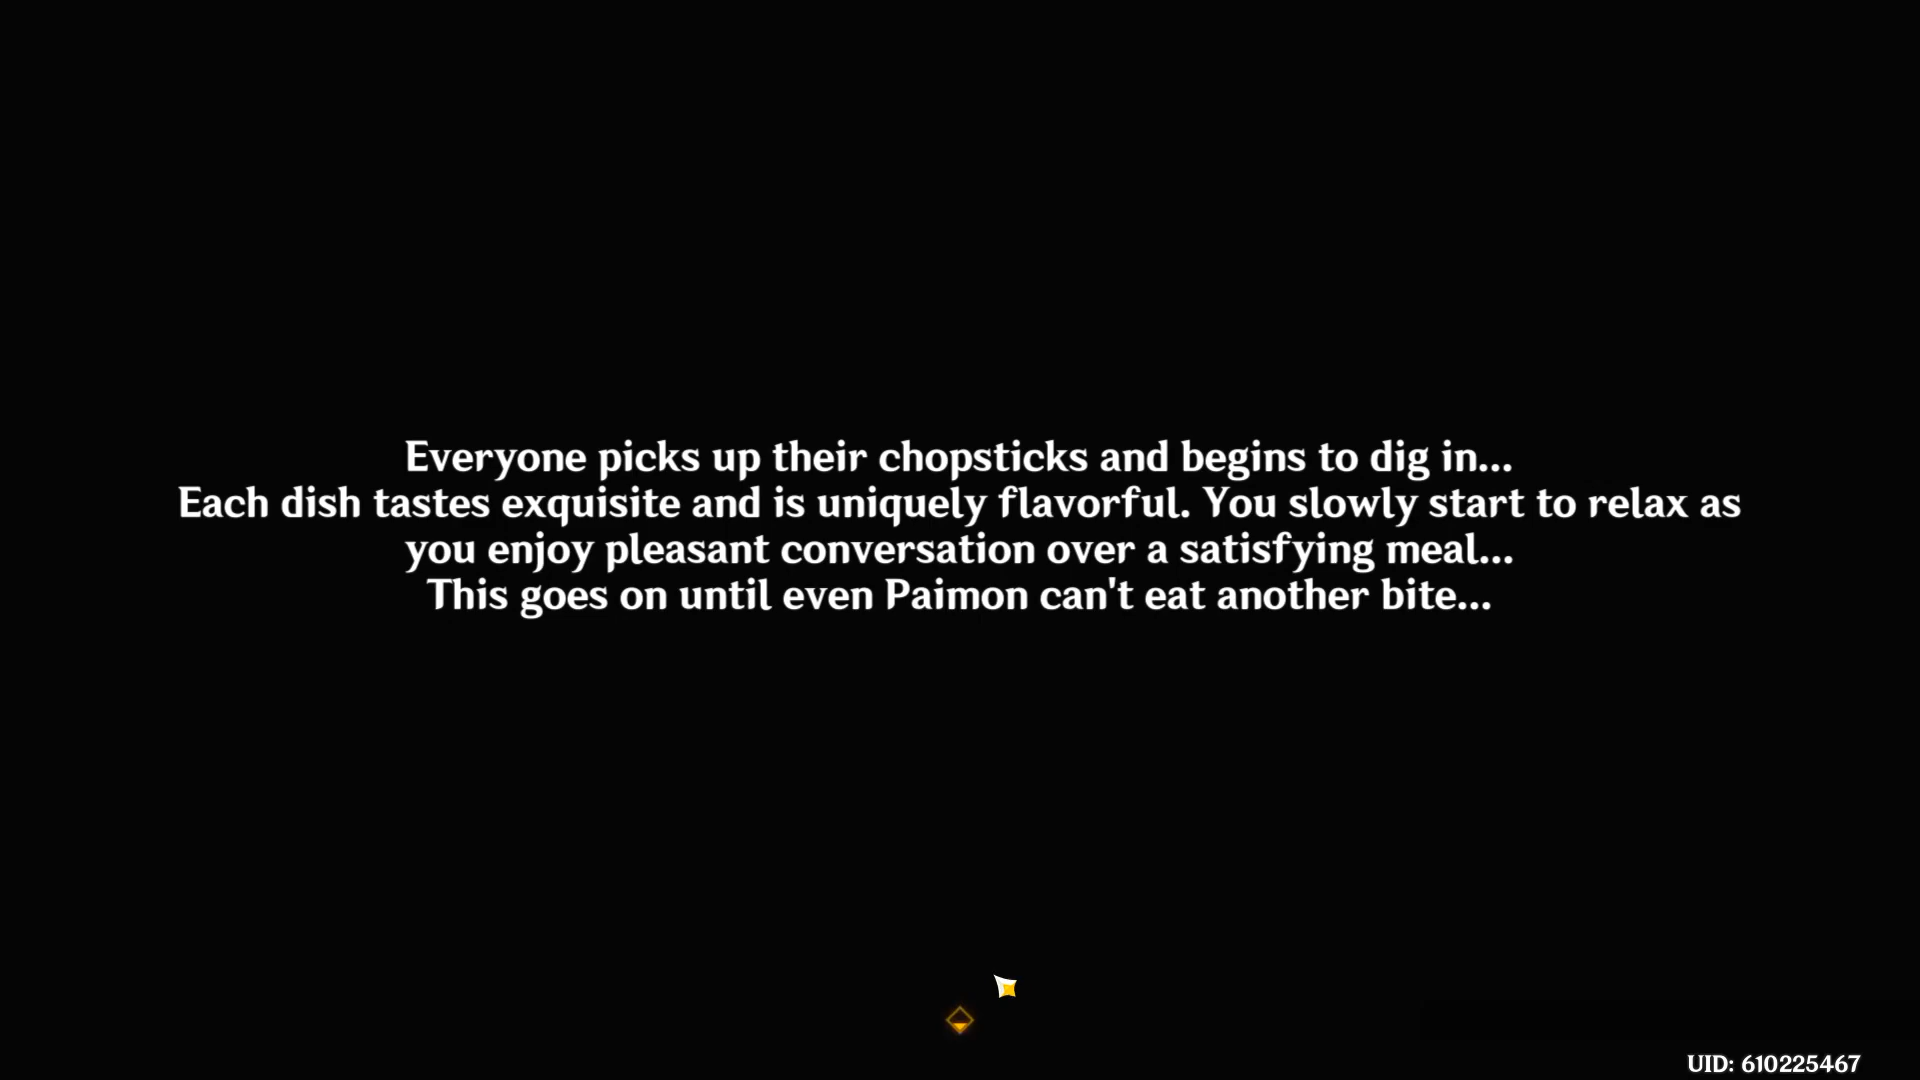 Everyone picks up their chopsticks and begins to dig in...
Each dish tastes exquisite and is uniquely flavorful. You slowly start to relax as
you enjoy pleasant conversation over a satisfying meal...
This goes on until even Paimon can't eat another bite...
UID: 610225467